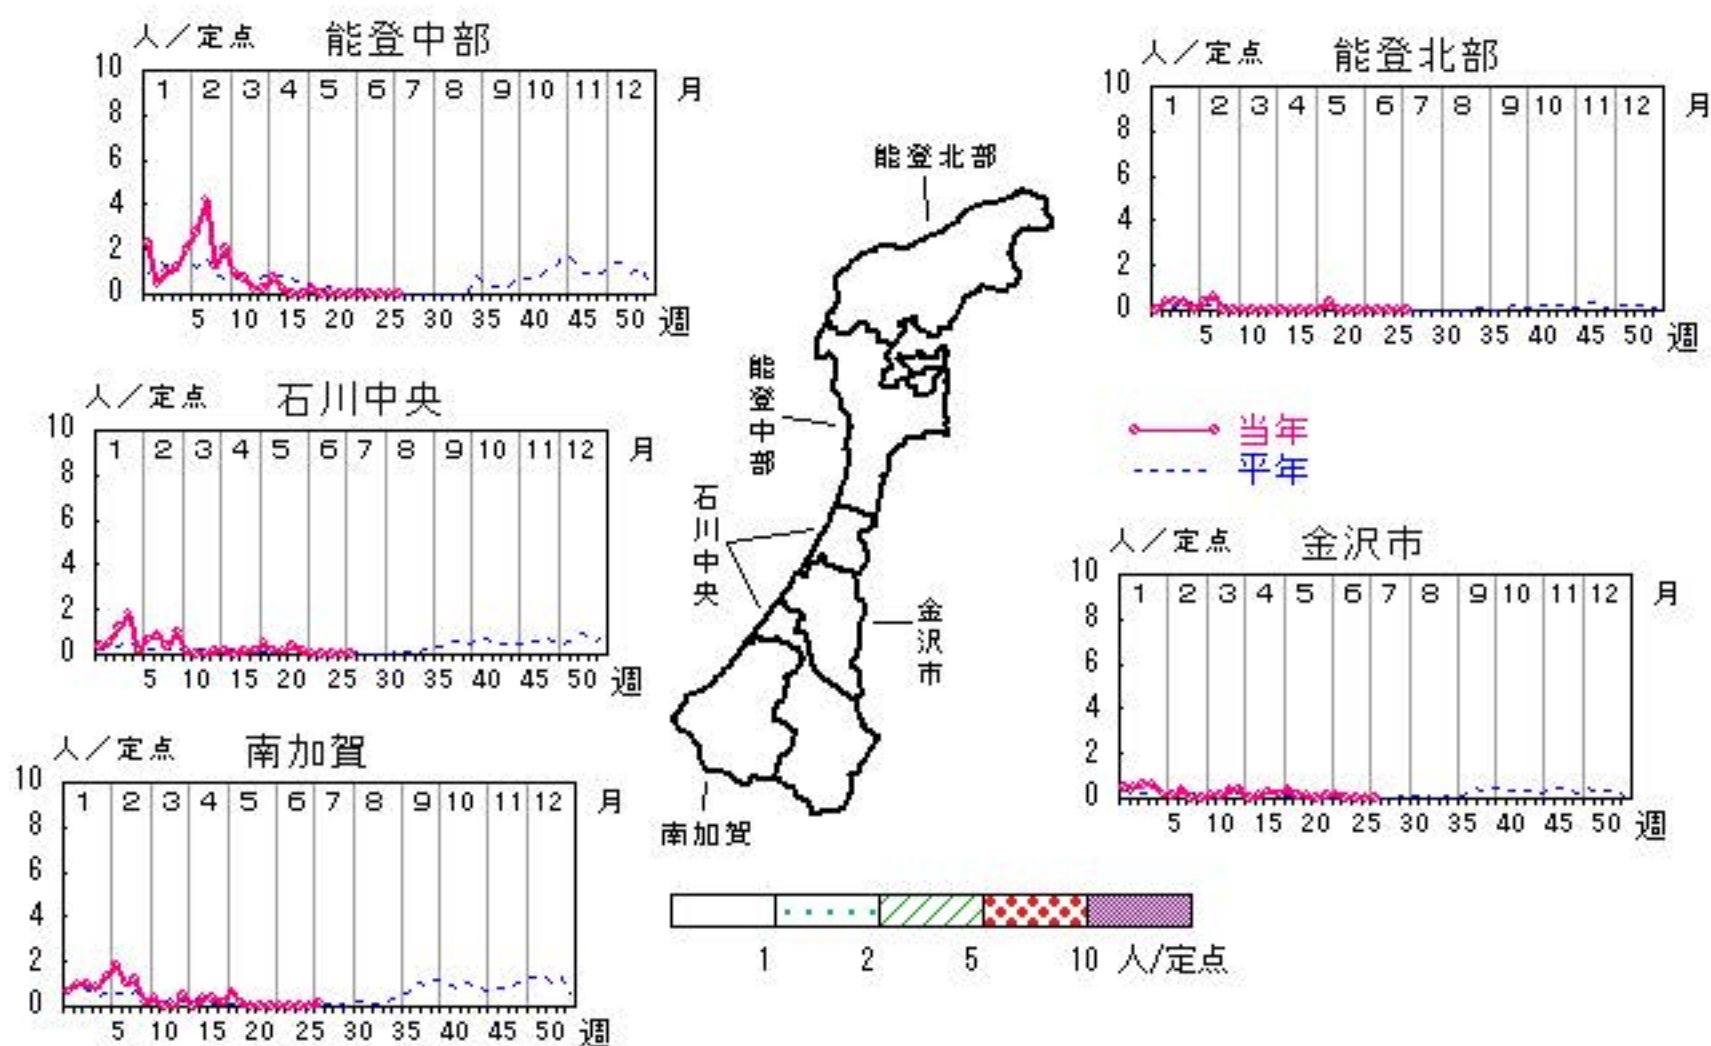 人／定点 能登中部
10 8 6 4 2 0
1 2 3 4 5 6 7 8 9 10 11 12 月
5 10 15 20 25 30 35 40 45 50 週
人／定点 能登北部
10 8 6 4 2 0
1 2 3 4 5 6 7 8 9 10 11 12 月
5 10 15 20 25 30 35 40 45 50 週
人／定点 石川中央
10 8 6 4 2 0
1 2 3 4 5 6 7 8 9 10 11 12 月
5 10 15 20 25 30 35 40 45 50 週
当年
平年
人／定点 金沢市
10 8 6 4 2 0
1 2 3 4 5 6 7 8 9 10 11 12 月
5 10 15 20 25 30 35 40 45 50 週
人／定点 南加賀
10 8 6 4 2 0
1 2 3 4 5 6 7 8 9 10 11 12 月
5 10 15 20 25 30 35 40 45 50 週
能登北部
能登中部
石川中央
金沢市
南加賀
1 2 5 10 人/定点